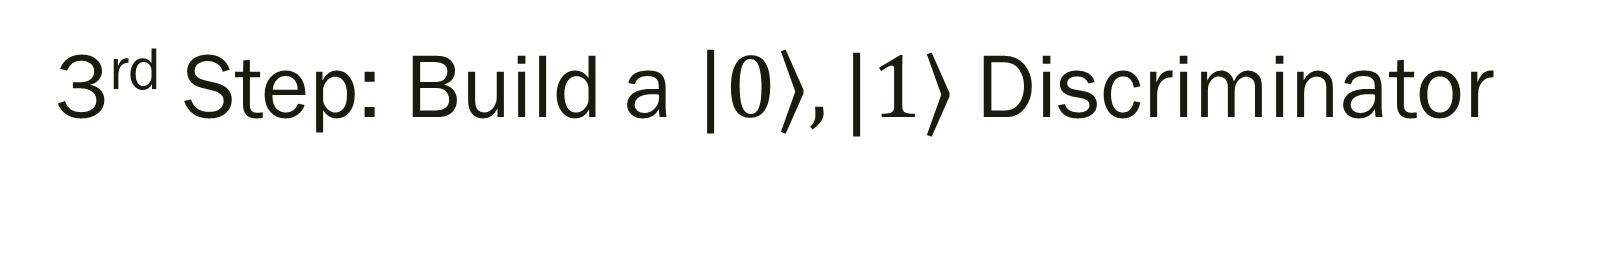 3rd Step: Build a |0⟩, |1⟩ Discriminator